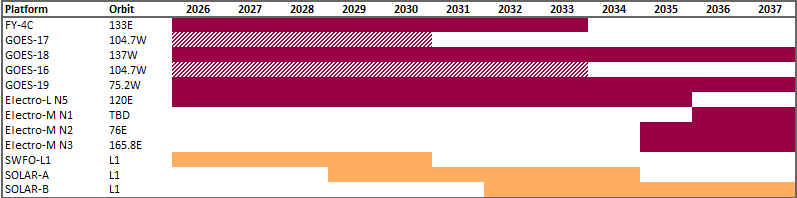 Platform Orbit 2026 2027 2028 2029 2030 2031 2032 2033 2034 2035 2036 2037
FY-4C 133E
GOES-17 104.7W
GOES-18 137W
GOES-16 104.7W
GOES-19 75.2W
Electro-L N5 120E
Electro-M N1 TBD
Electro-M N2 76E
Electro-M N3 165.8E
SWFO-L1 L1
SOLAR-A L1
SOLAR-B L1